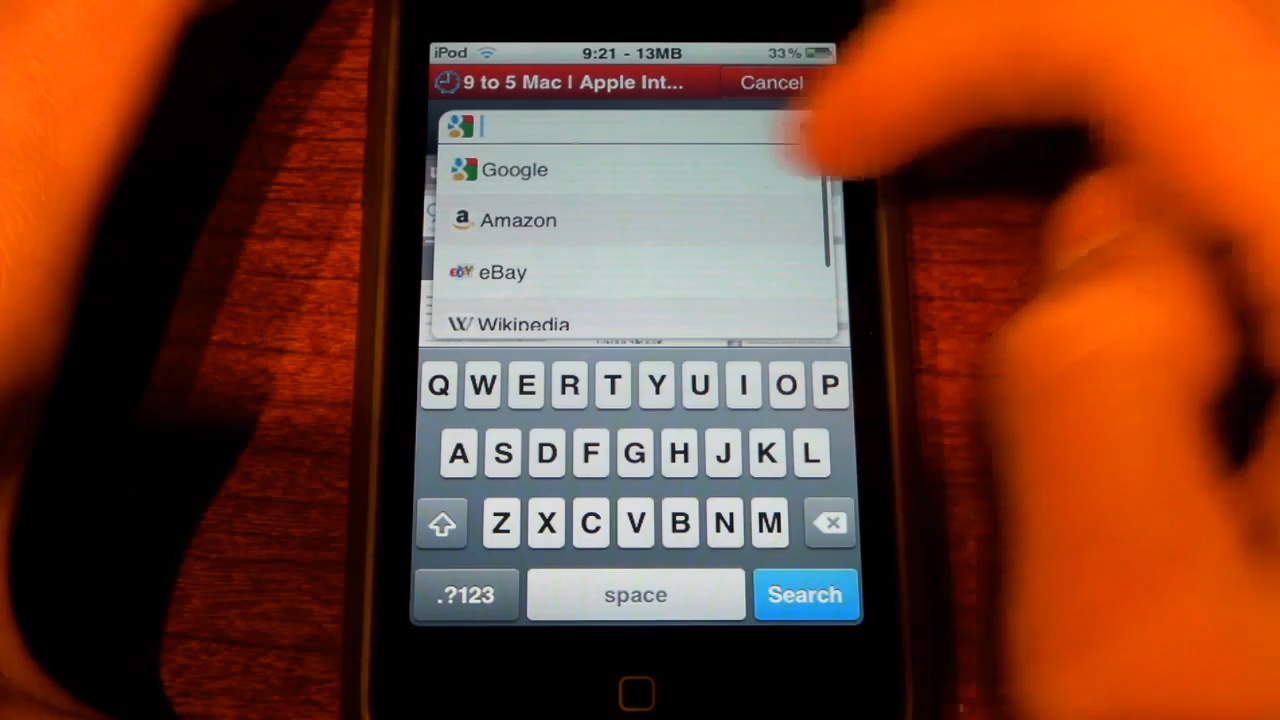 iPod 9:21 - 13MB 33%
9 to 5 Mac | Apple Int... Cancel
Google
a Amazon
ebY eBay
W Wikipedia
Q W E R T Y U I O P
A S D F G H J K L
Z X C V B N M
.?123 space Search